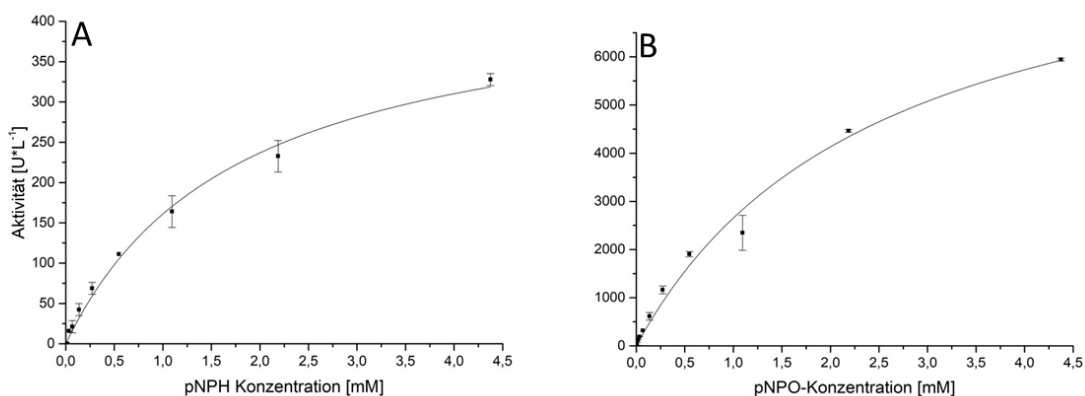 A
400
350
300
250
200
150
100
50
0
Aktivität [U*L⁻¹]
0,0 0,5 1,0 1,5 2,0 2,5 3,0 3,5 4,0 4,5
pNPH Konzentration [mM]
B
6000
5000
4000
3000
2000
1000
0
0,0 0,5 1,0 1,5 2,0 2,5 3,0 3,5 4,0 4,5
pNPO-Konzentration [mM]